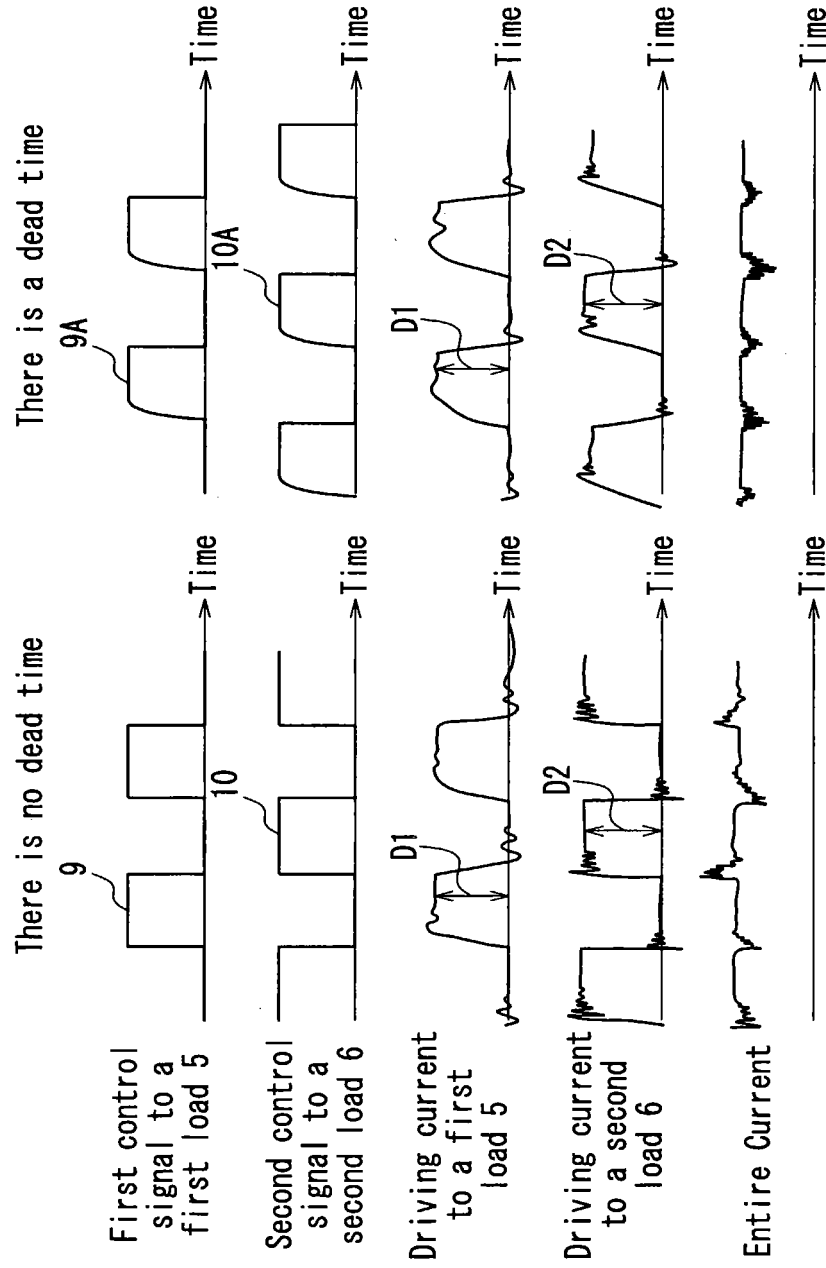 There is no dead time
There is a dead time
First control
signal to a
first load 5
9
Time
9A
Time
Second control
signal to a
second load 6
10
Time
10A
Time
Driving current
to a first
load 5
D1
Time
D1
Time
Driving current
to a second
load 6
D2
Time
D2
Time
Entire Current
Time
Time